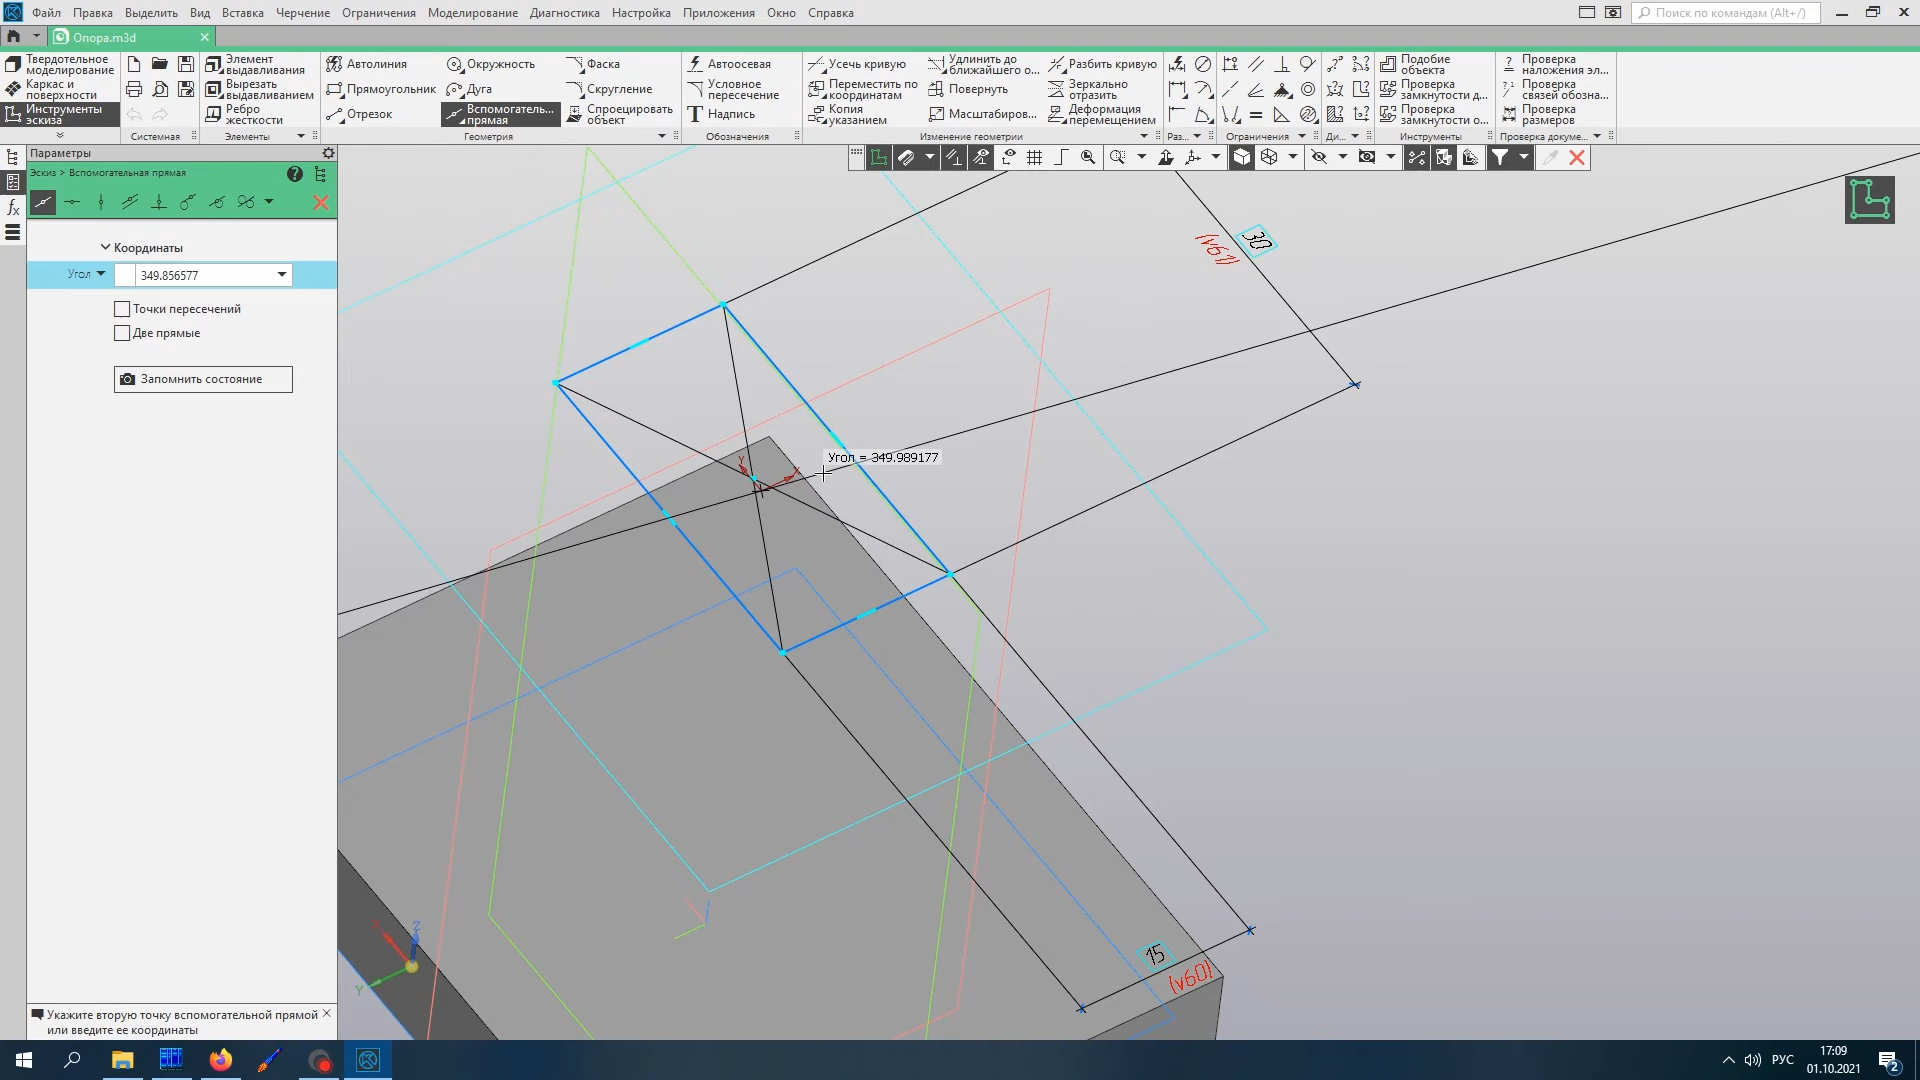 Файл Правка Выделить Вид Вставка Черчение Ограничения Моделирование Диагностика Настройка Приложения Окно Справка
Поиск по командам (Alt+/)
Опора.m3d
Твердотельное моделирование
Каркас и поверхности
Инструменты эскиза
Системная
Элемент выдавливания
Вырезать выдавливанием
Ребро жесткости
Элементы
Автолиния
Прямоугольник
Отрезок
Окружность
Дуга
Вспомогатель... прямая
Фаска
Скругление
Спроецировать объект
Геометрия
Автоосевая
Условное пересечение
Надпись
Обозначения
Усечь кривую
Переместить по координатам
Копия указанием
Удлинить до ближайшего о...
Повернуть
Масштабиров...
Разбить кривую
Зеркально отразить
Деформация перемещением
Изменение геометрии
Раз...
Ограничения
Ди...
Подобие объекта
Проверка замкнутости д...
Проверка замкнутости о...
Инструменты
Проверка наложения эл...
Проверка связей обозна...
Проверка размеров
Проверка докуме...
Параметры
Эскиз > Вспомогательная прямая
Координаты
Угол 349.856577
Точки пересечений
Две прямые
Запомнить состояние
30
(v61)
Угол = 349.989177
Y X
15
(v60)
Z
Y
Укажите вторую точку вспомогательной прямой
или введите ее координаты
РУС
17:09
01.10.2021
2